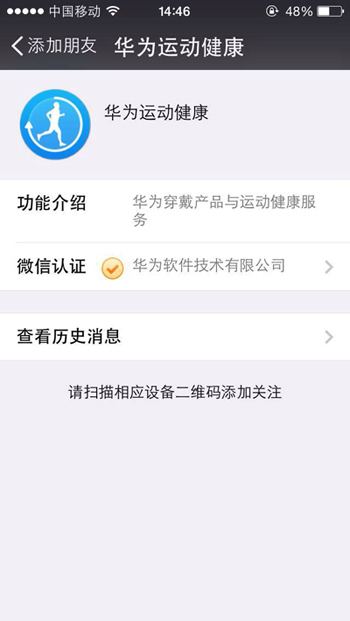 中国移动 14:46 48%
添加朋友 华为运动健康
华为运动健康
功能介绍 华为穿戴产品与运动健康服
务
微信认证 华为软件技术有限公司
查看历史消息
请扫描相应设备二维码添加关注